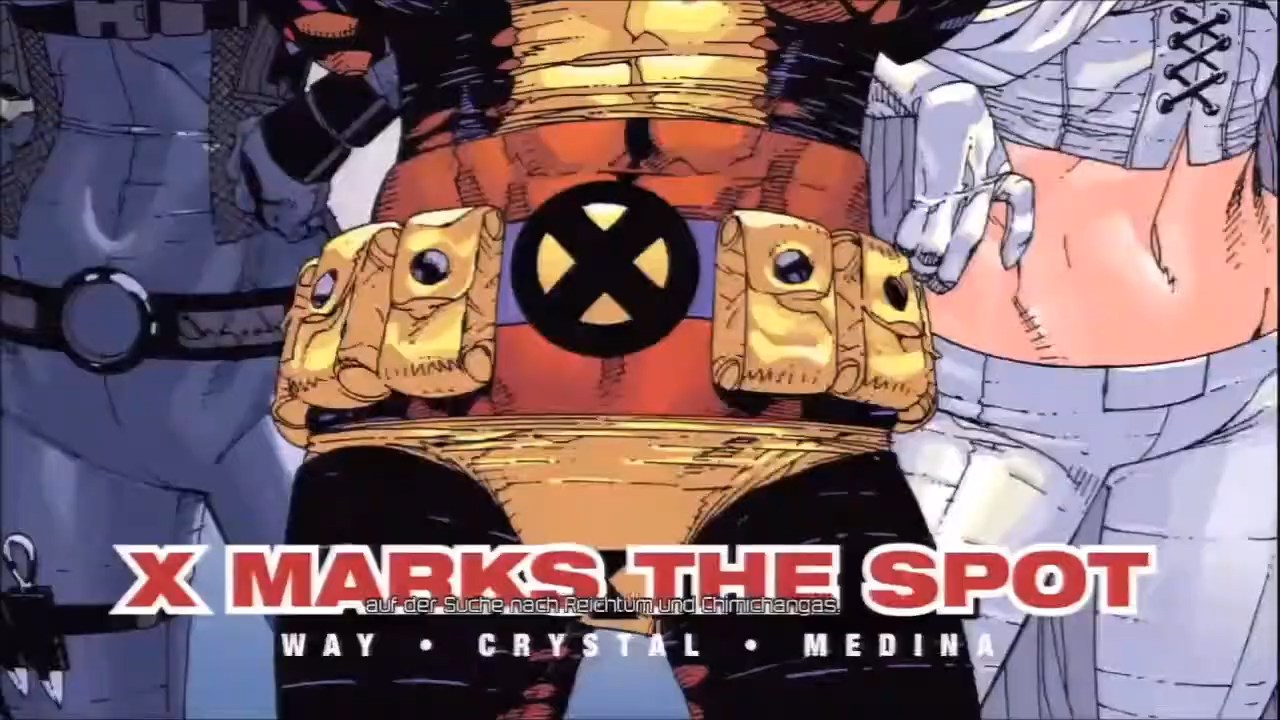 X MARKS THE SPOT
auf der Suche nach Reichtum und Chimichangas!
WAY • CRYSTAL • MEDINA